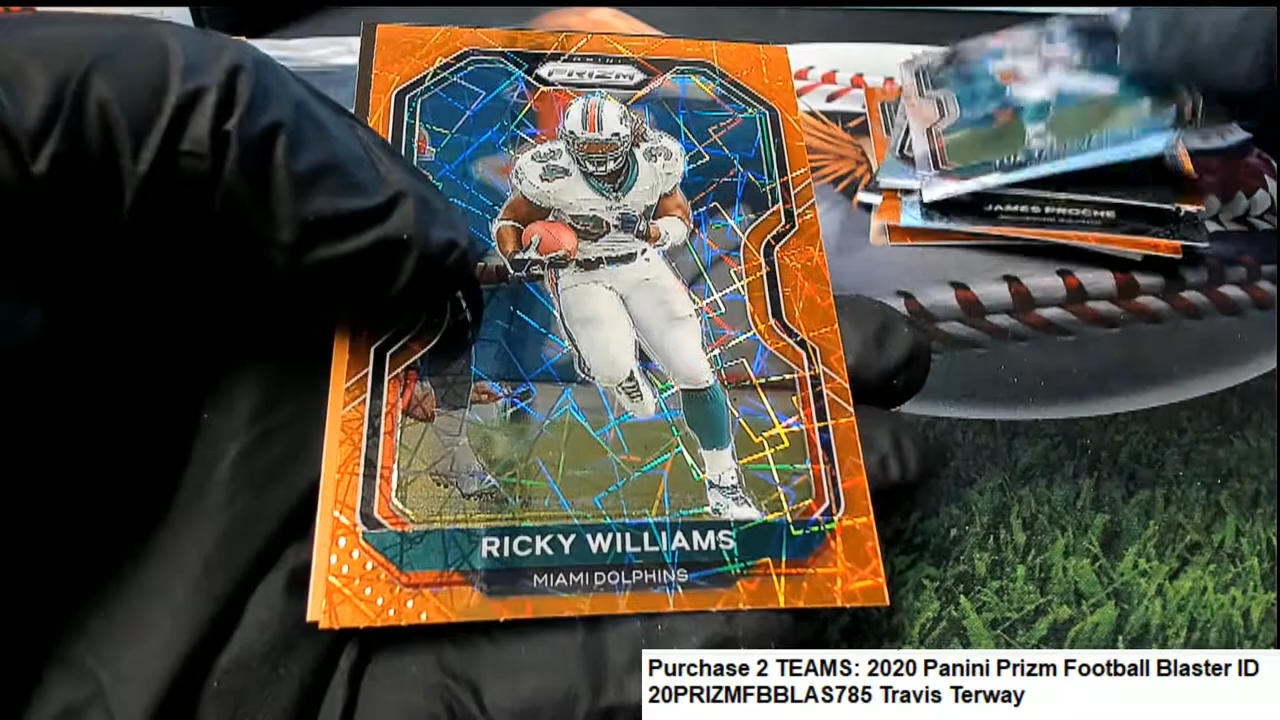 PANINI
PRIZM
JAMES PROCHE
RICKY WILLIAMS
MIAMI DOLPHINS
Purchase 2 TEAMS: 2020 Panini Prizm Football Blaster ID
20PRIZMFBBLAS785 Travis Terway